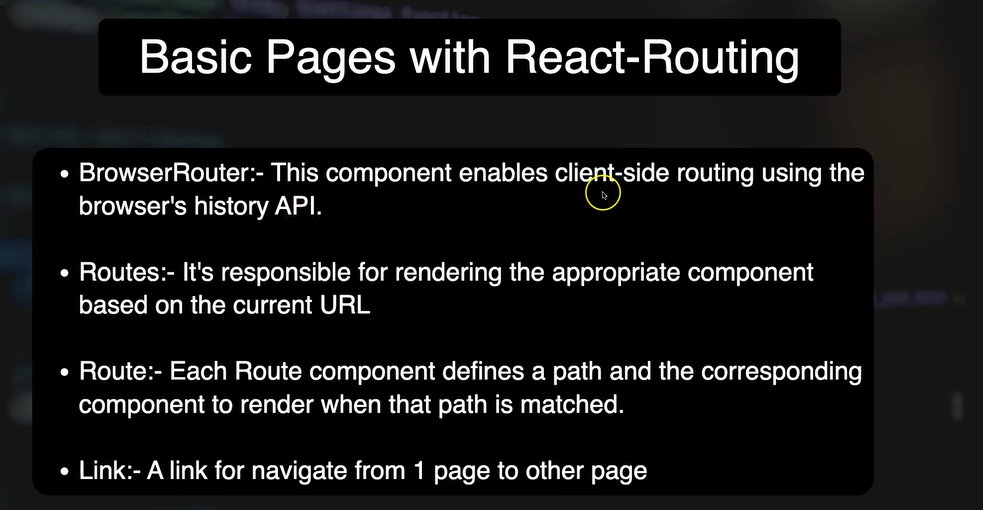 Basic Pages with React-Routing
• BrowserRouter:- This component enables client-side routing using the
browser's history API.
• Routes:- It's responsible for rendering the appropriate component
based on the current URL
• Route:- Each Route component defines a path and the corresponding
component to render when that path is matched.
• Link:- A link for navigate from 1 page to other page